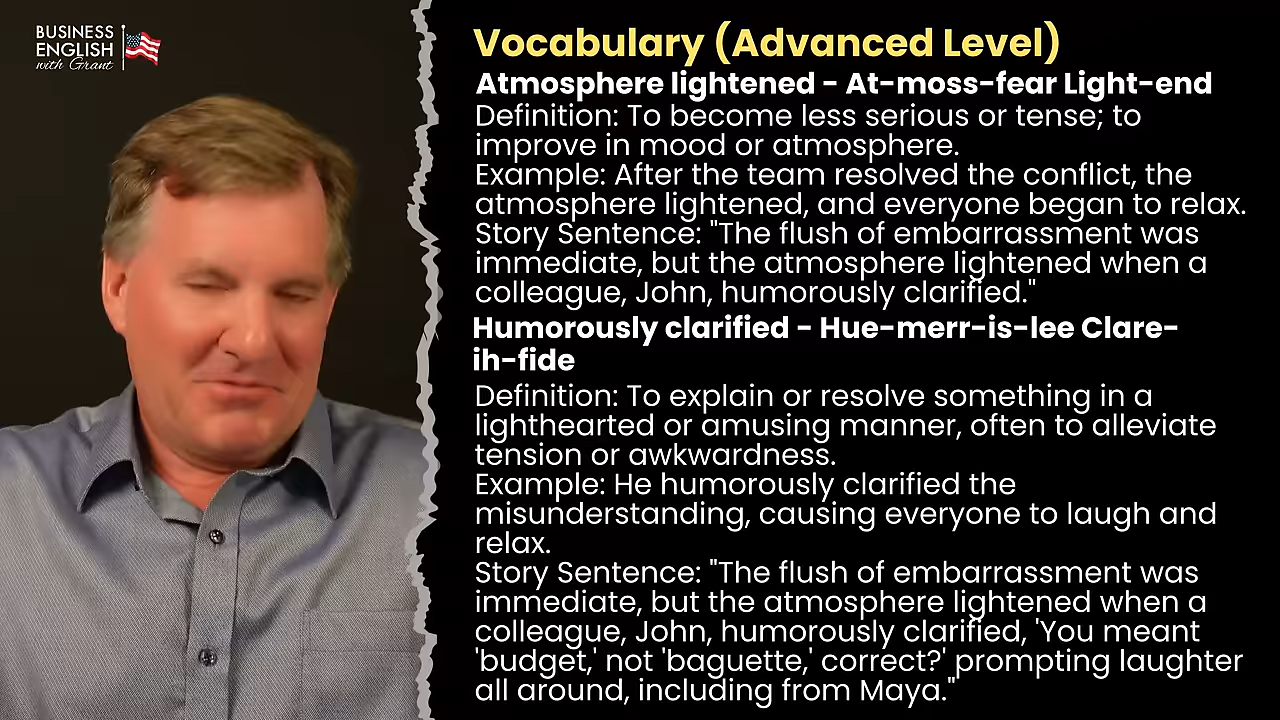 BUSINESS
ENGLISH
with Grant
Vocabulary (Advanced Level)
Atmosphere lightened - At-moss-fear Light-end
Definition: To become less serious or tense; to
improve in mood or atmosphere.
Example: After the team resolved the conflict, the
atmosphere lightened, and everyone began to relax.
Story Sentence: "The flush of embarrassment was
immediate, but the atmosphere lightened when a
colleague, John, humorously clarified."
Humorously clarified - Hue-merr-is-lee Clare-
ih-fide
Definition: To explain or resolve something in a
lighthearted or amusing manner, often to alleviate
tension or awkwardness.
Example: He humorously clarified the
misunderstanding, causing everyone to laugh and
relax.
Story Sentence: "The flush of embarrassment was
immediate, but the atmosphere lightened when a
colleague, John, humorously clarified, 'You meant
'budget,' not 'baguette,' correct?' prompting laughter
all around, including from Maya."